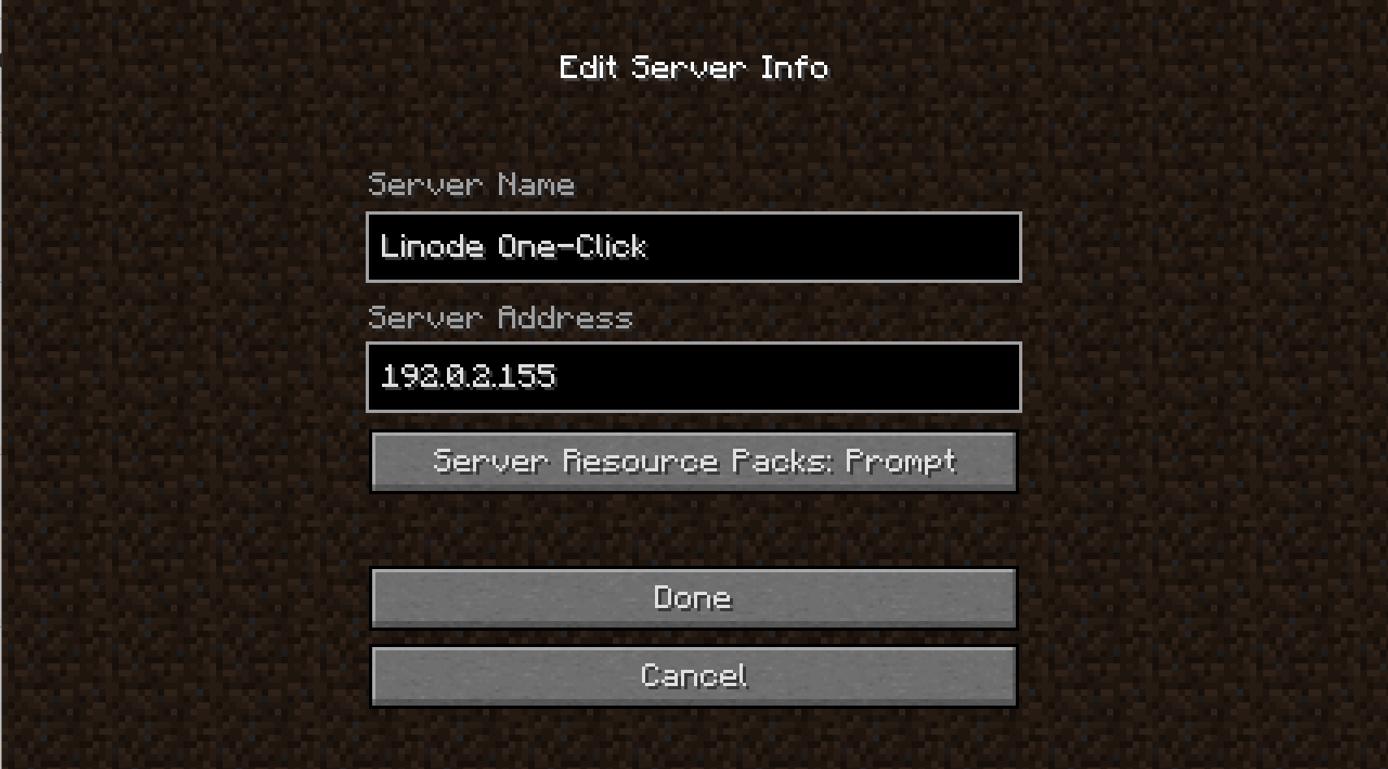 Edit Server Info
Server Name
Linode One-Click
Server Address
192.0.2.155
Server Resource Packs: Prompt
Done
Cancel